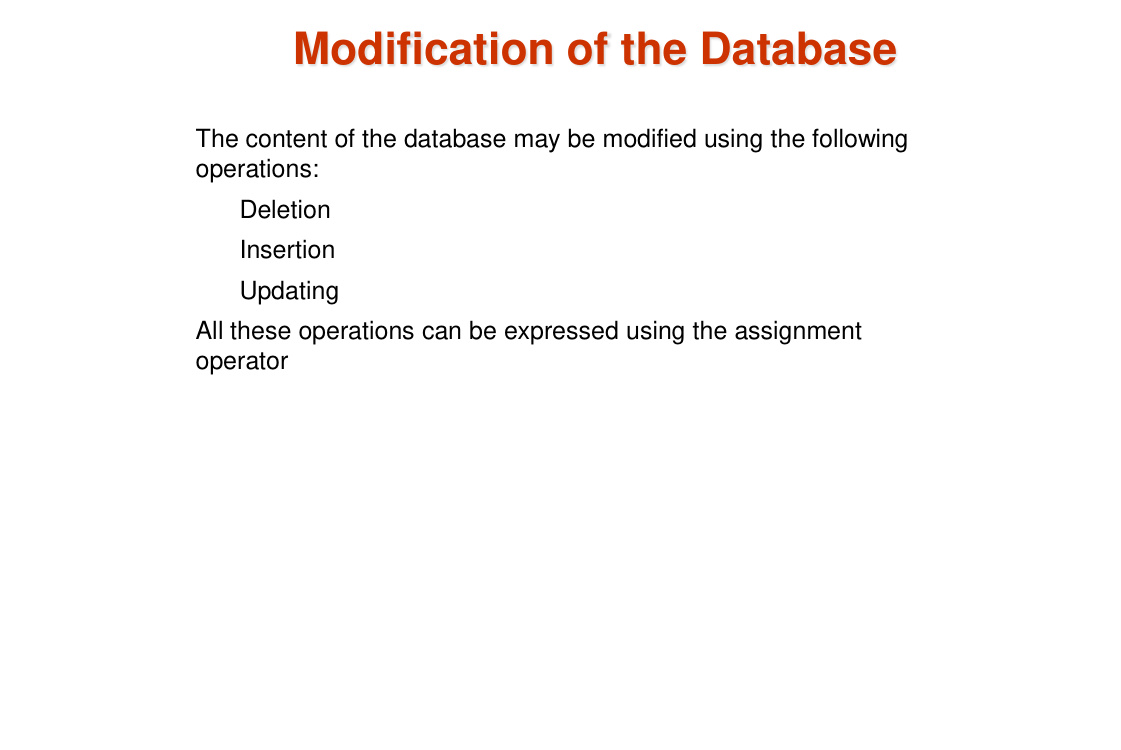 Modification of the Database
The content of the database may be modified using the following
operations:
Deletion
Insertion
Updating
All these operations can be expressed using the assignment
operator